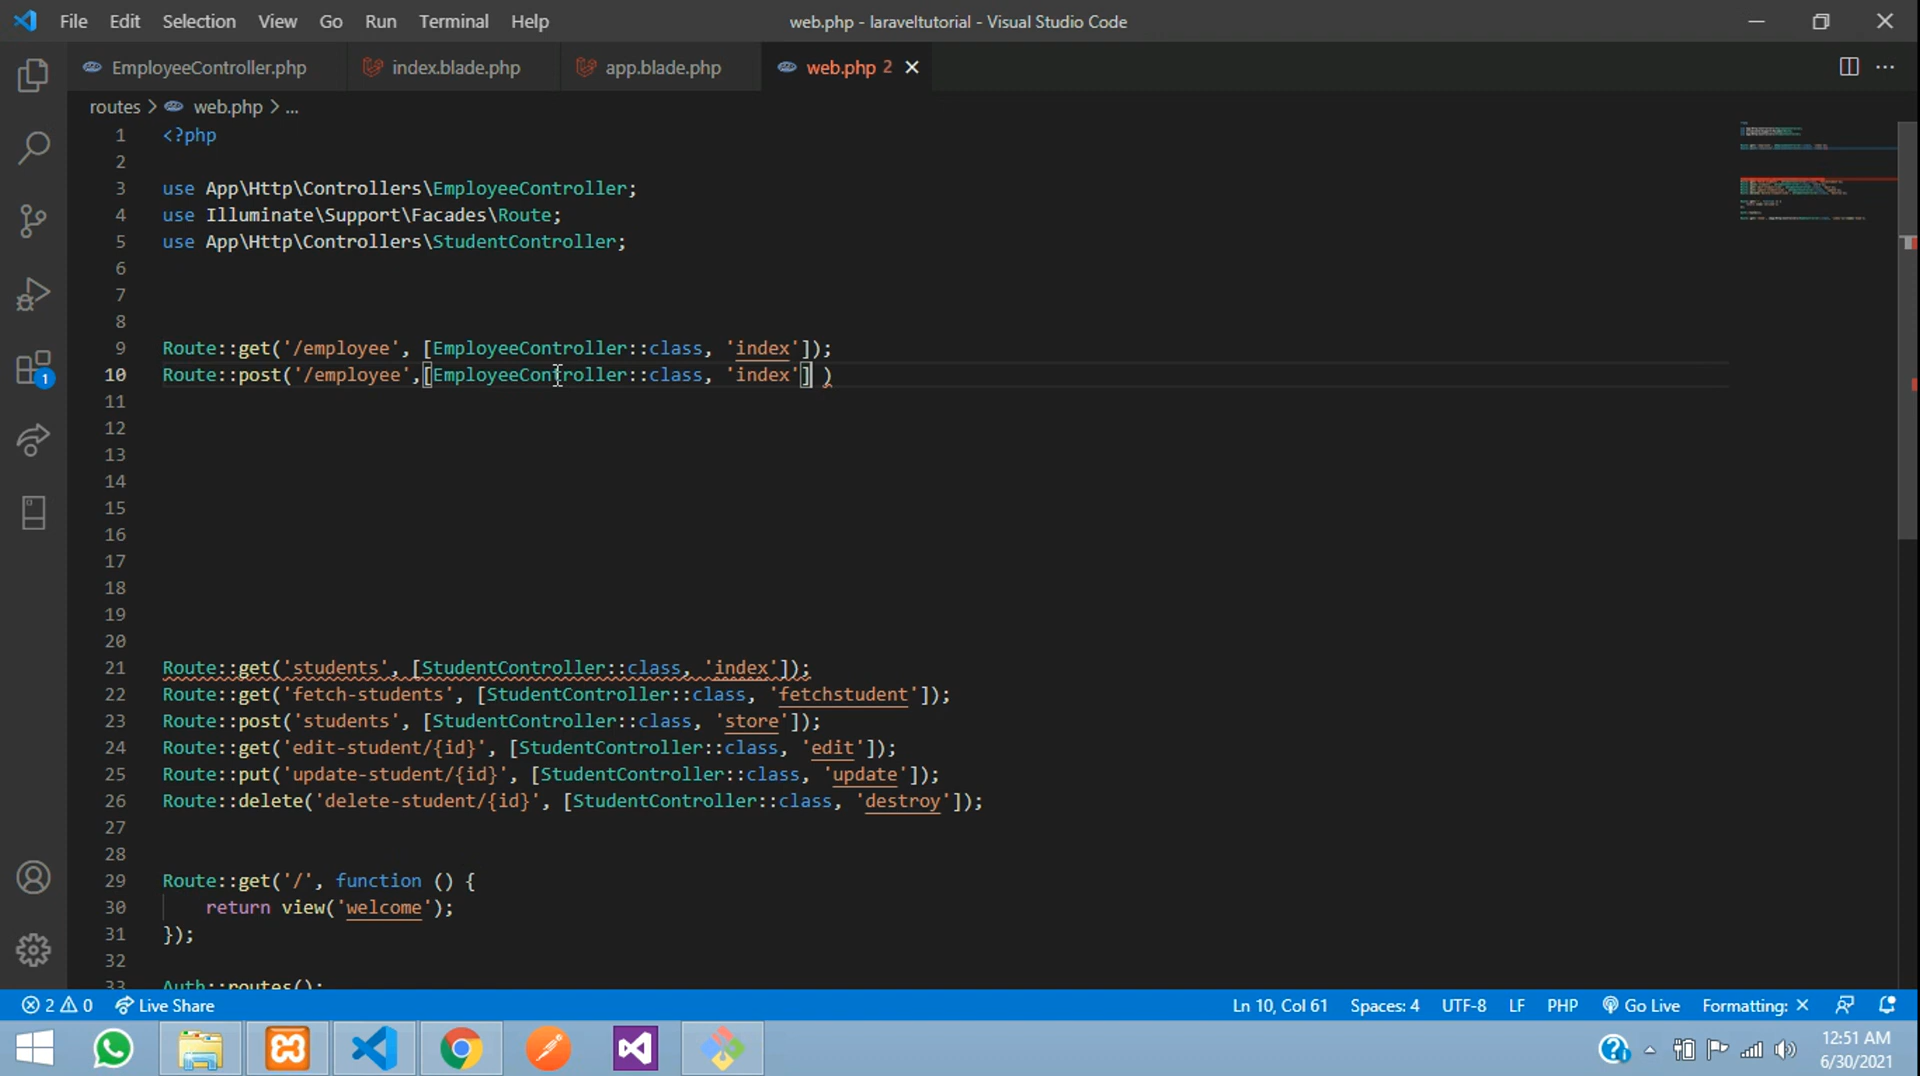 File Edit Selection View Go Run Terminal Help web.php - laraveltutorial - Visual Studio Code
EmployeeController.php index.blade.php app.blade.php web.php 2
routes > web.php > ...
1 <?php
2
3 use App\Http\Controllers\EmployeeController;
4 use Illuminate\Support\Facades\Route;
5 use App\Http\Controllers\StudentController;
6
7
8
9 Route::get('/employee', [EmployeeController::class, 'index']);
10 Route::post('/employee',[EmployeeController::class, 'index'] )
11
12
13
14
15
16
17
18
19
20
21 Route::get('students', [StudentController::class, 'index']);
22 Route::get('fetch-students', [StudentController::class, 'fetchstudent']);
23 Route::post('students', [StudentController::class, 'store']);
24 Route::get('edit-student/{id}', [StudentController::class, 'edit']);
25 Route::put('update-student/{id}', [StudentController::class, 'update']);
26 Route::delete('delete-student/{id}', [StudentController::class, 'destroy']);
27
28
29 Route::get('/', function () {
30 return view('welcome');
31 });
32
33 Auth::routes();
1
2 0 Live Share Ln 10, Col 61 Spaces: 4 UTF-8 LF PHP Go Live Formatting: ×
12:51 AM
6/30/2021